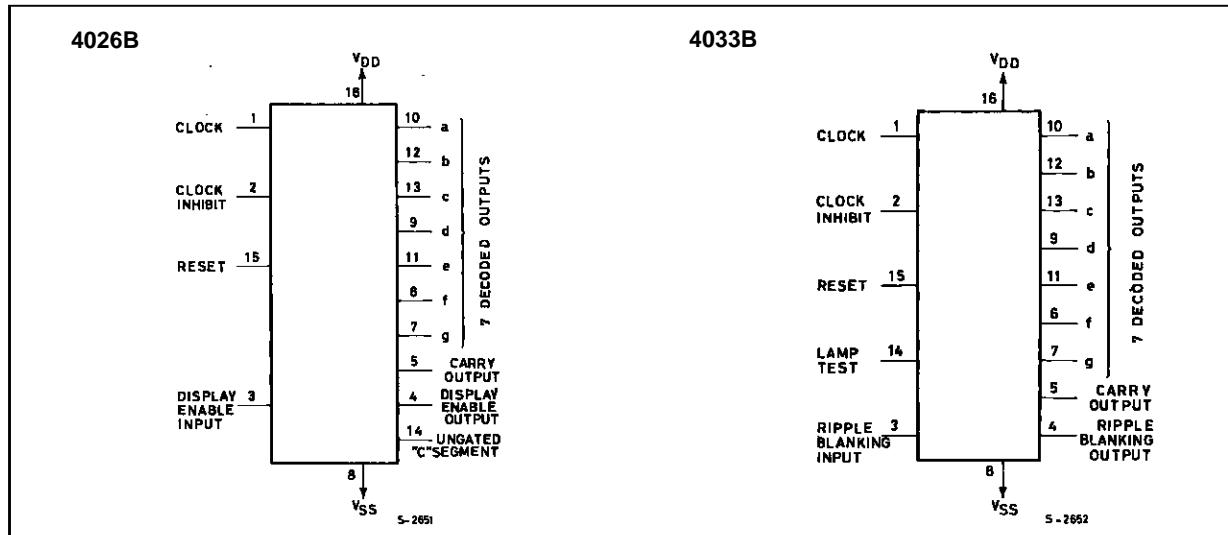 4026B
VDD
16
CLOCK 1
10 a
12 b
CLOCK
INHIBIT 2
13 c
9 d
RESET 15
11 e
6 f
7 g
7 DECODED OUTPUTS
5 CARRY
OUTPUT
DISPLAY
ENABLE
INPUT 3
4 DISPLAY
ENABLE
OUTPUT
14 UNGATED
"C"SEGMENT
8
VSS
S-2651
4033B
VDD
16
CLOCK 1
10 a
12 b
CLOCK
INHIBIT 2
13 c
9 d
RESET 15
11 e
6 f
LAMP
TEST 14
7 g
7 DECODED OUTPUTS
5 CARRY
OUTPUT
RIPPLE
BLANKING
INPUT 3
4 RIPPLE
BLANKING
OUTPUT
8
VSS
S-2652